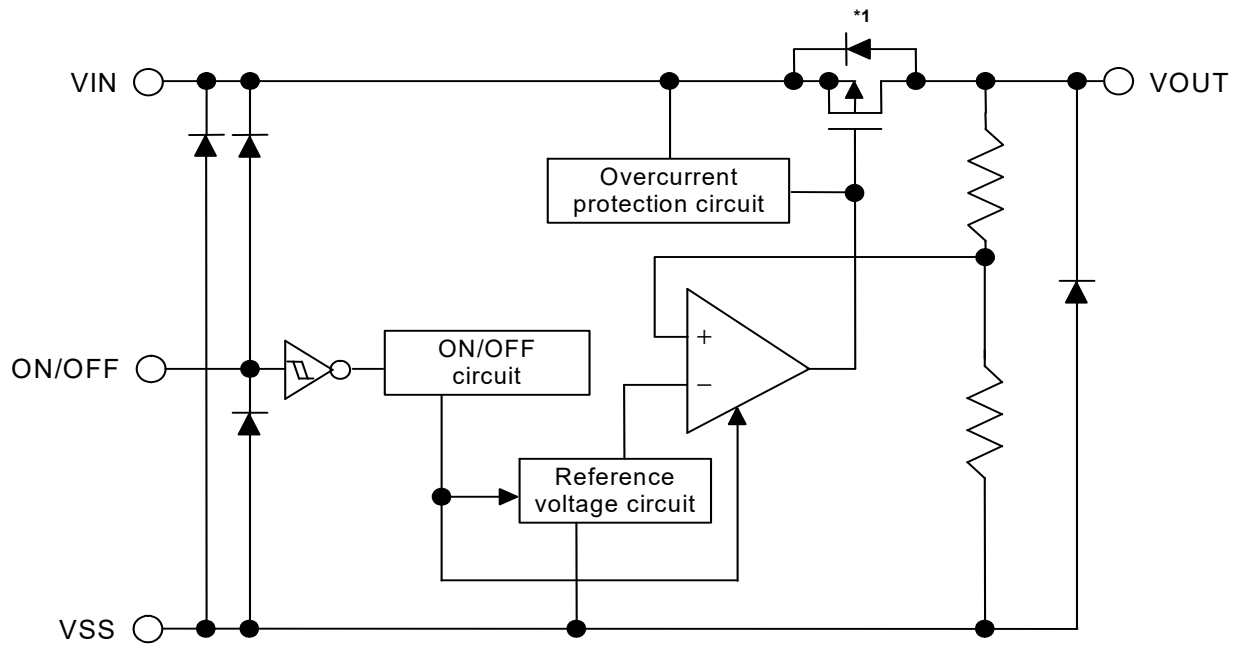 *1
VIN
VOUT
Overcurrent
protection circuit
+
−
ON/OFF
ON/OFF
circuit
Reference
voltage circuit
VSS